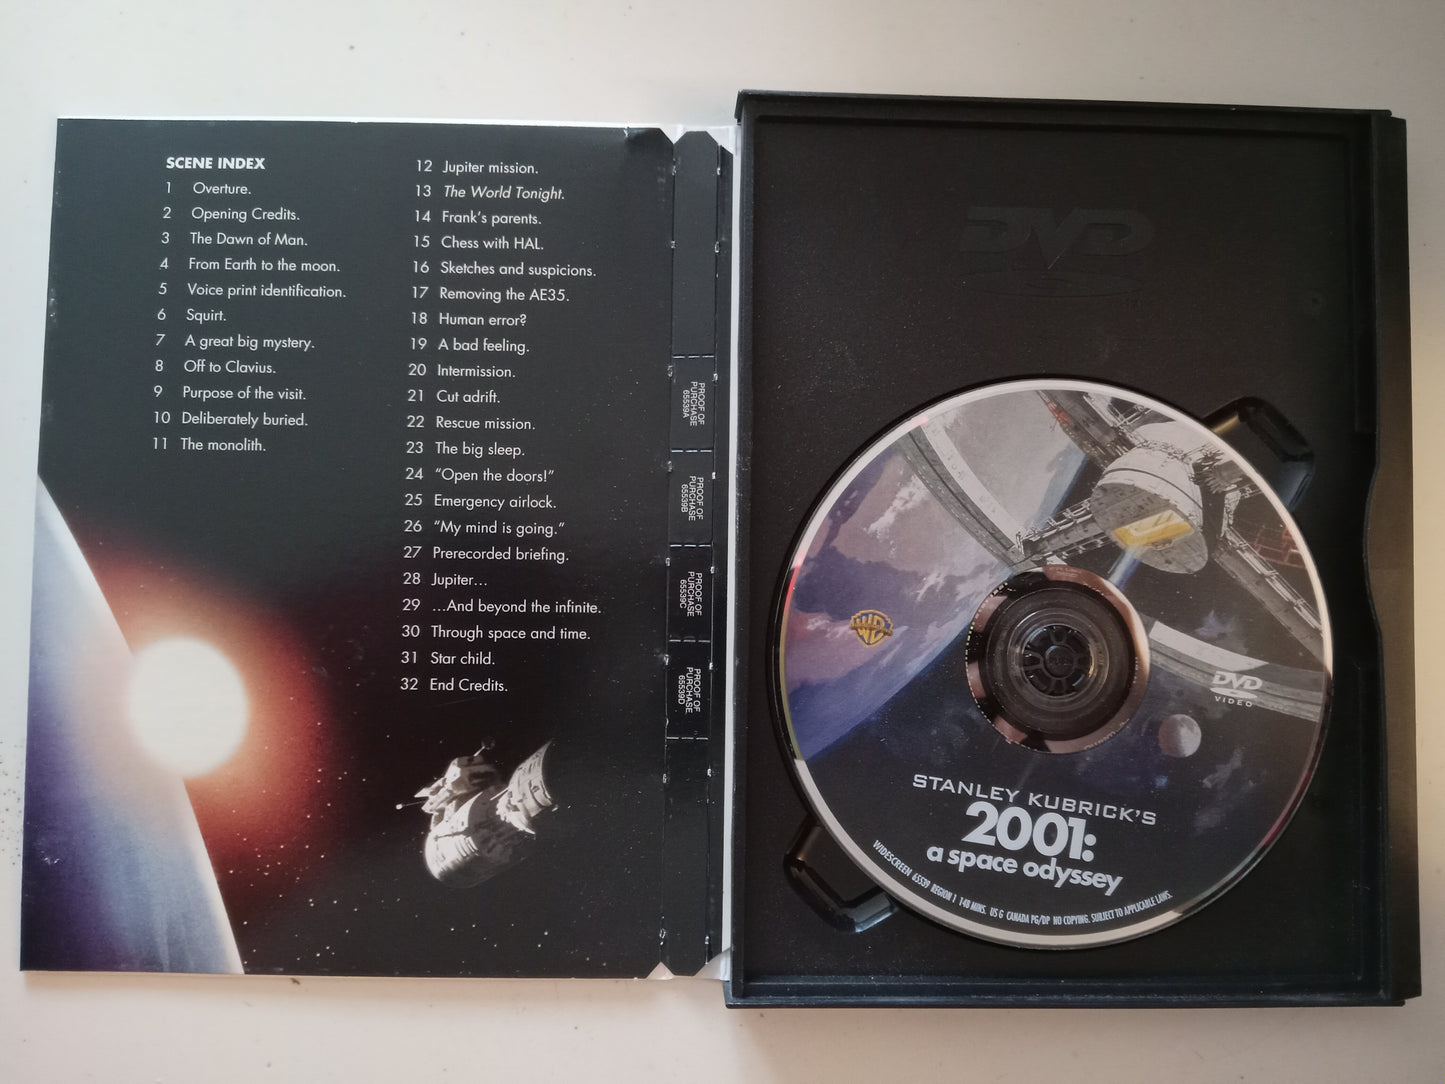 SCENE INDEX
1 Overture.
2 Opening Credits.
3 The Dawn of Man.
4 From Earth to the moon.
5 Voice print identification.
6 Squirt.
7 A great big mystery.
8 Off to Clavius.
9 Purpose of the visit.
10 Deliberately buried.
11 The monolith.
12 Jupiter mission.
13 The World Tonight.
14 Frank's parents.
15 Chess with HAL.
16 Sketches and suspicions.
17 Removing the AE35.
18 Human error?
19 A bad feeling.
20 Intermission.
21 Cut adrift.
22 Rescue mission.
23 The big sleep.
24 "Open the doors!"
25 Emergency airlock.
26 "My mind is going."
27 Prerecorded briefing.
28 Jupiter...
29 ...And beyond the infinite.
30 Through space and time.
31 Star child.
32 End Credits.
PROOF OF
PURCHASE
65539A
PROOF OF
PURCHASE
65539B
PROOF OF
PURCHASE
65539C
PROOF OF
PURCHASE
65539D
DVD
WB
DVD
VIDEO
STANLEY KUBRICK'S
2001:
a space odyssey
WIDESCREEN 65539 REGION 1 148 MINS. US G CANADA PG/DP NO COPYING. SUBJECT TO APPLICABLE LAWS.